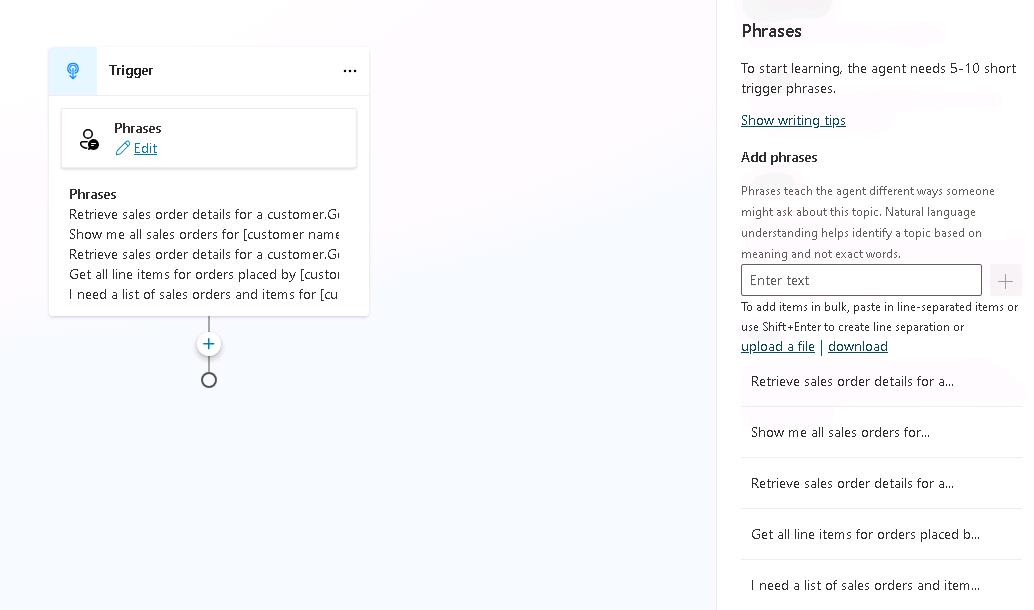 Trigger
Phrases
Edit
Phrases
Retrieve sales order details for a customer.Ge
Show me all sales orders for [customer name
Retrieve sales order details for a customer.Ge
Get all line items for orders placed by [custor
I need a list of sales orders and items for [cu
Phrases
To start learning, the agent needs 5-10 short
trigger phrases.
Show writing tips
Add phrases
Phrases teach the agent different ways someone
might ask about this topic. Natural language
understanding helps identify a topic based on
meaning and not exact words.
Enter text
To add items in bulk, paste in line-separated items or
use Shift+Enter to create line separation or
upload a file | download
Retrieve sales order details for a...
Show me all sales orders for...
Retrieve sales order details for a...
Get all line items for orders placed b...
I need a list of sales orders and item...